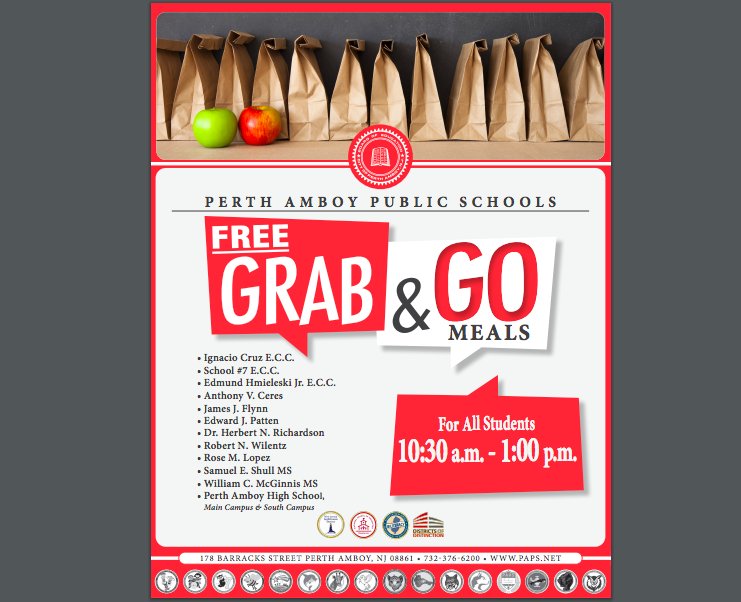 PERTH AMBOY PUBLIC SCHOOLS
FREE
GRAB
& GO
MEALS
• Ignacio Cruz E.C.C.
• School #7 E.C.C.
• Edmund Hmieleski Jr. E.C.C.
• Anthony V. Ceres
• James J. Flynn
• Edward J. Patten
• Dr. Herbert N. Richardson
• Robert N. Wilentz
• Rose M. Lopez
• Samuel E. Shull MS
• William C. McGinnis MS
• Perth Amboy High School,
Main Campus & South Campus
For All Students
10:30 a.m. - 1:00 p.m.
DISTRICTS OF
DISTINCTION
178 BARRACKS STREET PERTH AMBOY, NJ 08861 • 732-376-6200 • WWW.PAPS.NET